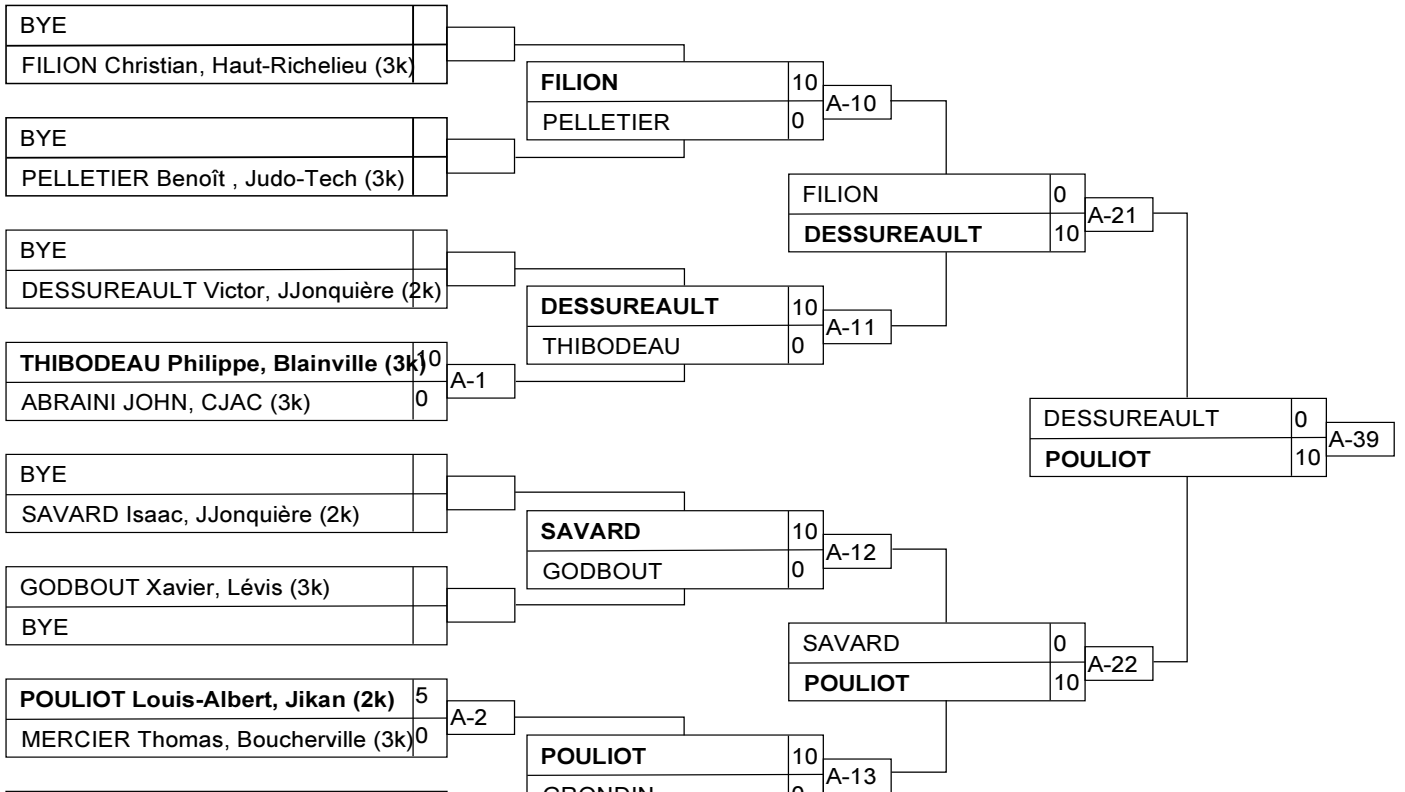 BYE
FILION Christian, Haut-Richelieu (3k)
FILION 10
PELLETIER 0
A-10
BYE
PELLETIER Benoît , Judo-Tech (3k)
FILION 0
DESSUREAULT 10
A-21
BYE
DESSUREAULT Victor, JJonquière (2k)
DESSUREAULT 10
THIBODEAU 0
A-11
THIBODEAU Philippe, Blainville (3k) 10
ABRAINI JOHN, CJAC (3k) 0
A-1
DESSUREAULT 0
POULIOT 10
A-39
BYE
SAVARD Isaac, JJonquière (2k)
SAVARD 10
GODBOUT 0
A-12
GODBOUT Xavier, Lévis (3k)
BYE
SAVARD 0
POULIOT 10
A-22
POULIOT Louis-Albert, Jikan (2k) 5
MERCIER Thomas, Boucherville (3k) 0
A-2
POULIOT 10
GRONDIN 0
A-13